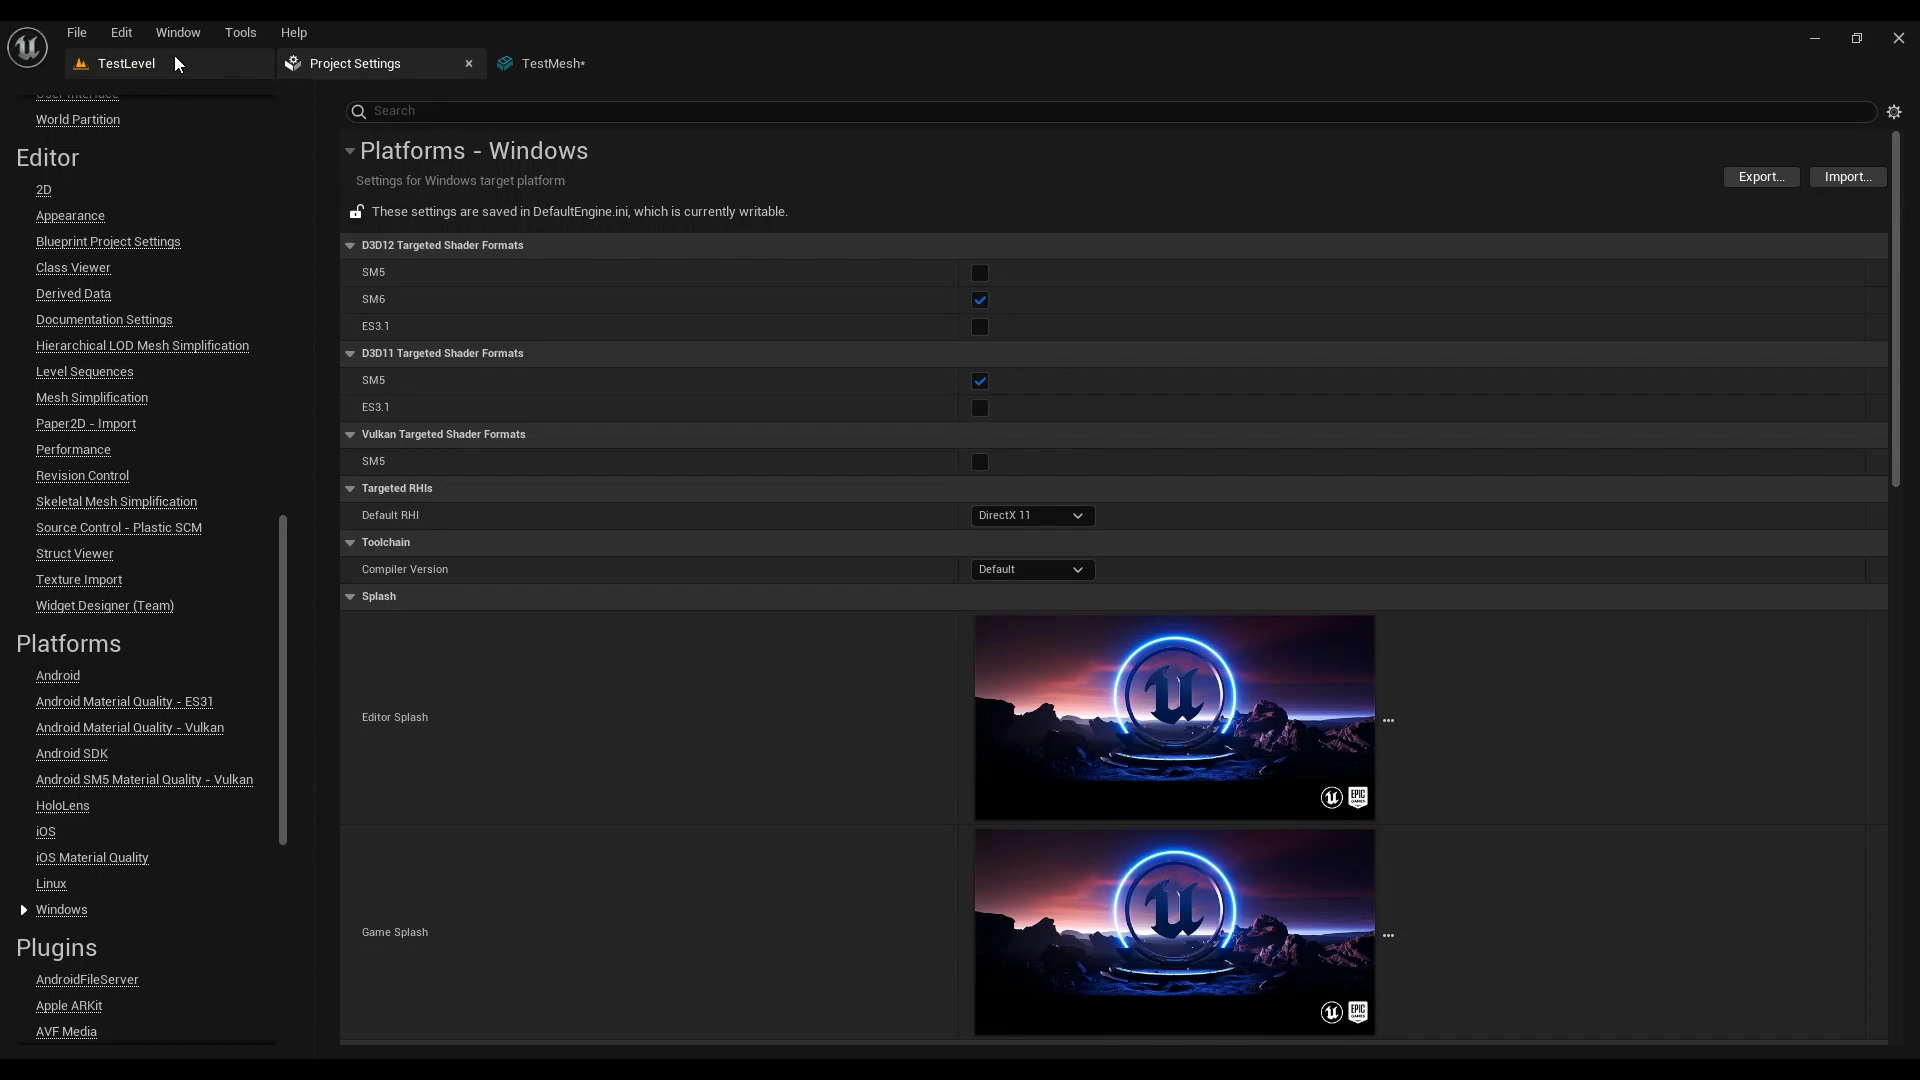 File Edit Window Tools Help
TestLevel Project Settings TestMesh*
User Interface
World Partition
Editor
2D
Appearance
Blueprint Project Settings
Class Viewer
Derived Data
Documentation Settings
Hierarchical LOD Mesh Simplification
Level Sequences
Mesh Simplification
Paper2D - Import
Performance
Revision Control
Skeletal Mesh Simplification
Source Control - Plastic SCM
Struct Viewer
Texture Import
Widget Designer (Team)
Platforms
Android
Android Material Quality - ES31
Android Material Quality - Vulkan
Android SDK
Android SM5 Material Quality - Vulkan
HoloLens
iOS
iOS Material Quality
Linux
Windows
Plugins
AndroidFileServer
Apple ARKit
AVF Media
Search
Platforms - Windows
Settings for Windows target platform
Export... Import...
These settings are saved in DefaultEngine.ini, which is currently writable.
D3D12 Targeted Shader Formats
SM5
SM6
ES3.1
D3D11 Targeted Shader Formats
SM5
ES3.1
Vulkan Targeted Shader Formats
SM5
Targeted RHIs
Default RHI DirectX 11
Toolchain
Compiler Version Default
Splash
Editor Splash
EPIC GAMES
Game Splash
EPIC GAMES